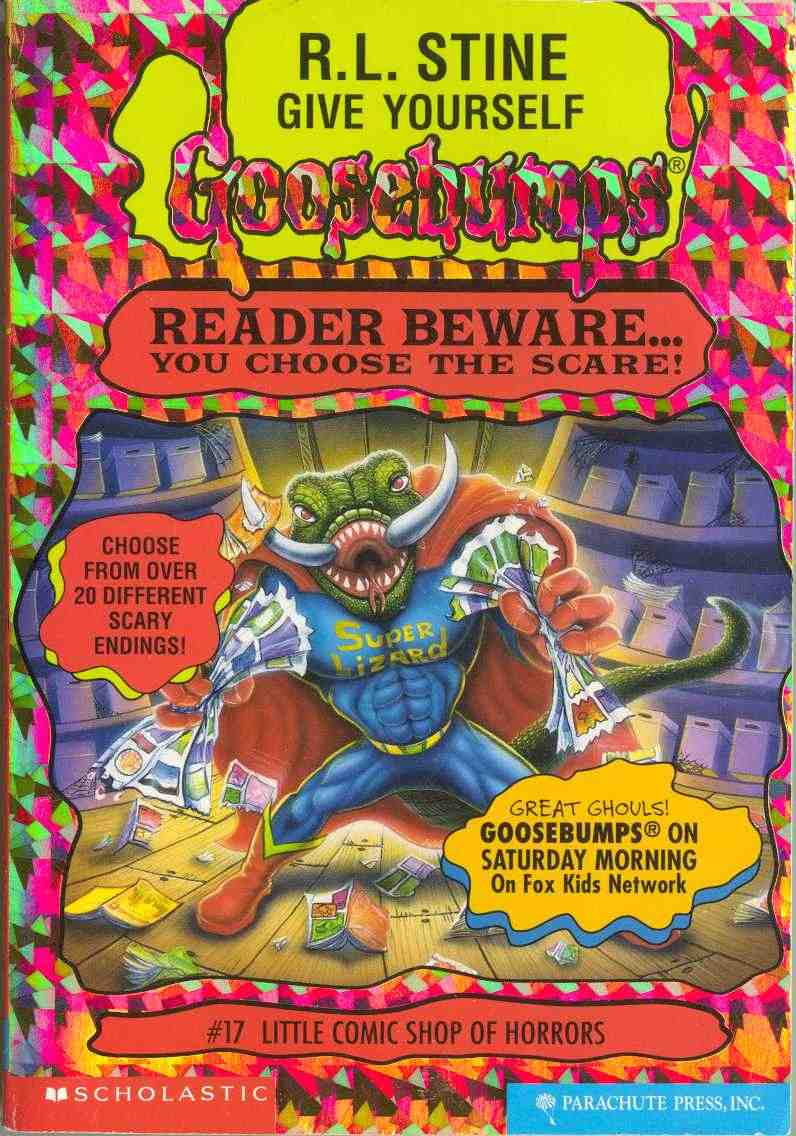 R.L. STINE
GIVE YOURSELF
Goosebumps®
READER BEWARE...
YOU CHOOSE THE SCARE!
CHOOSE
FROM OVER
20 DIFFERENT
SCARY
ENDINGS!
SUPER
LIZARD
GREAT GHOULS!
GOOSEBUMPS® ON
SATURDAY MORNING
On Fox Kids Network
#17 LITTLE COMIC SHOP OF HORRORS
SCHOLASTIC
PARACHUTE PRESS, INC.